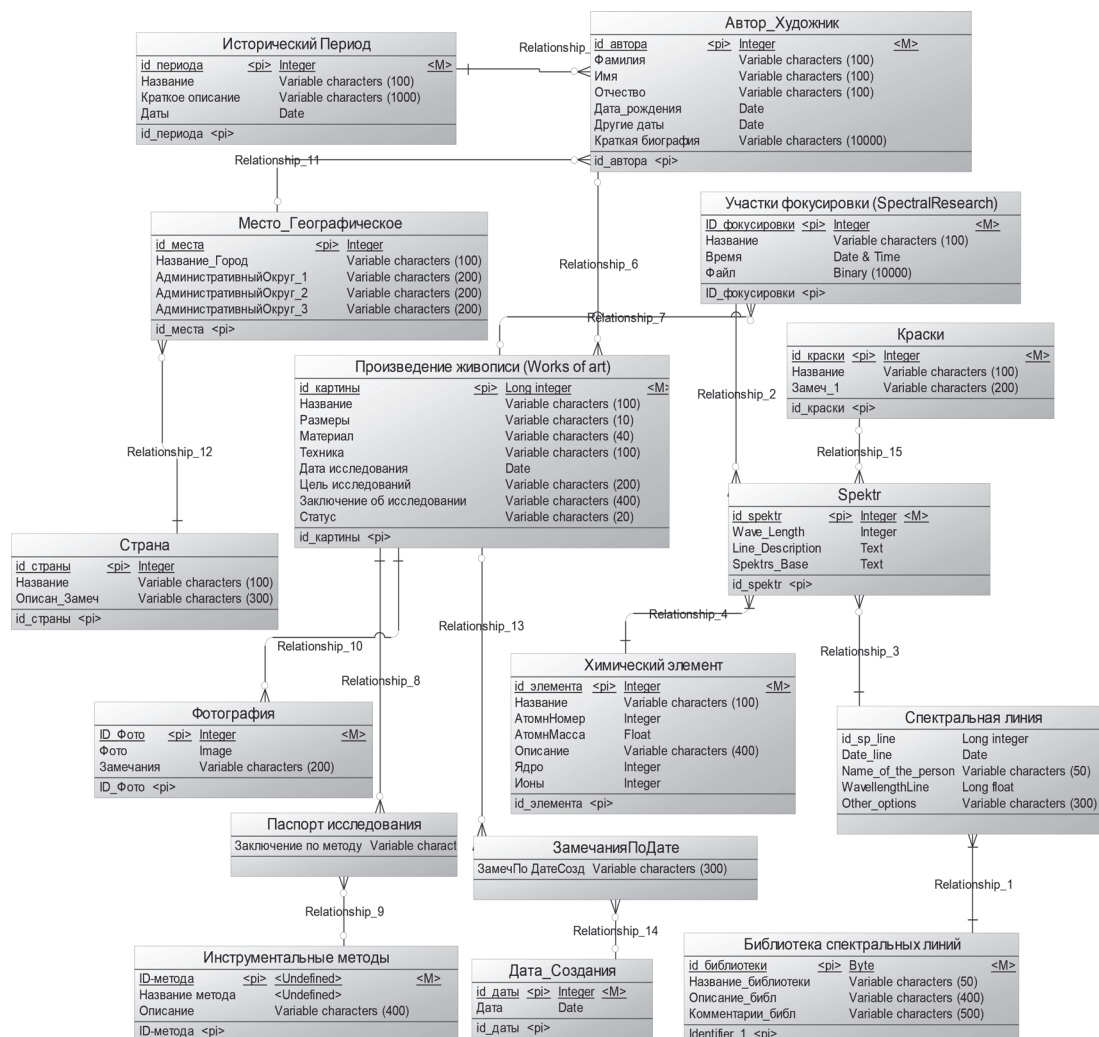 Исторический Период
id_периода <pi> Integer <M>
Название Variable characters (100)
Краткое описание Variable characters (1000)
Даты Date
id_периода <pi>
Relationship_
Автор_Художник
id_автора <pi> Integer <M>
Фамилия Variable characters (100)
Имя Variable characters (100)
Отчество Variable characters (100)
Дата_рождения Date
Другие даты Date
Краткая биография Variable characters (10000)
id_автора <pi>
Relationship_11
Место_Географическое
id_места <pi> Integer
Название_Город Variable characters (100)
АдминистративныйОкруг_1 Variable characters (200)
АдминистративныйОкруг_2 Variable characters (200)
АдминистративныйОкруг_3 Variable characters (200)
id_места <pi>
Relationship_6
Участки фокусировки (SpectralResearch)
ID_фокусировки <pi> Integer <M>
Название Variable characters (100)
Время Date & Time
Файл Binary (10000)
ID_фокусировки <pi>
Relationship_7
Краски
id_краски <pi> Integer <M>
Название Variable characters (100)
Замеч_1 Variable characters (200)
id_краски <pi>
Произведение живописи (Works of art)
id_картины <pi> Long integer <M>
Название Variable characters (100)
Размеры Variable characters (10)
Материал Variable characters (40)
Техника Variable characters (100)
Дата исследования Date
Цель исследований Variable characters (200)
Заключение об исследовании Variable characters (400)
Статус Variable characters (20)
id_картины <pi>
Relationship_2
Relationship_15
Relationship_12
Spektr
id_spektr <pi> Integer <M>
Wave_Length Integer
Line_Description Text
Spektrs_Base Text
id_spektr <pi>
Страна
id_страны <pi> Integer
Название Variable characters (100)
Описан_Замеч Variable characters (300)
id_страны <pi>
Relationship_4
Relationship_13
Relationship_10
Relationship_3
Relationship_8
Химический элемент
id_элемента <pi> Integer <M>
Название Variable characters (100)
АтомнНомер Integer
АтомнМасса Float
Описание Variable characters (400)
Ядро Integer
Ионы Integer
id_элемента <pi>
Фотография
ID_Фото <pi> Integer <M>
Фото Image
Замечания Variable characters (200)
ID_Фото <pi>
Спектральная линия
id_sp_line Long integer
Date_line Date
Name_of_the_person Variable characters (50)
WavellengthLine Long float
Other_options Variable characters (300)
Паспорт исследования
Заключение по методу Variable charact
ЗамечанияПоДате
ЗамечПо ДатеСозд Variable characters (300)
Relationship_1
Relationship_9
Relationship_14
Инструментальные методы
ID-метода <pi> <Undefined> <M>
Название метода <Undefined>
Описание Variable characters (400)
ID-метода <pi>
Дата_Создания
id_даты <pi> Integer <M>
Дата Date
id_даты <pi>
Библиотека спектральных линий
id_библиотеки <pi> Byte <M>
Название_библиотеки Variable characters (50)
Описание_библ Variable characters (400)
Комментарии_библ Variable characters (500)
Identifier_1 <pi>